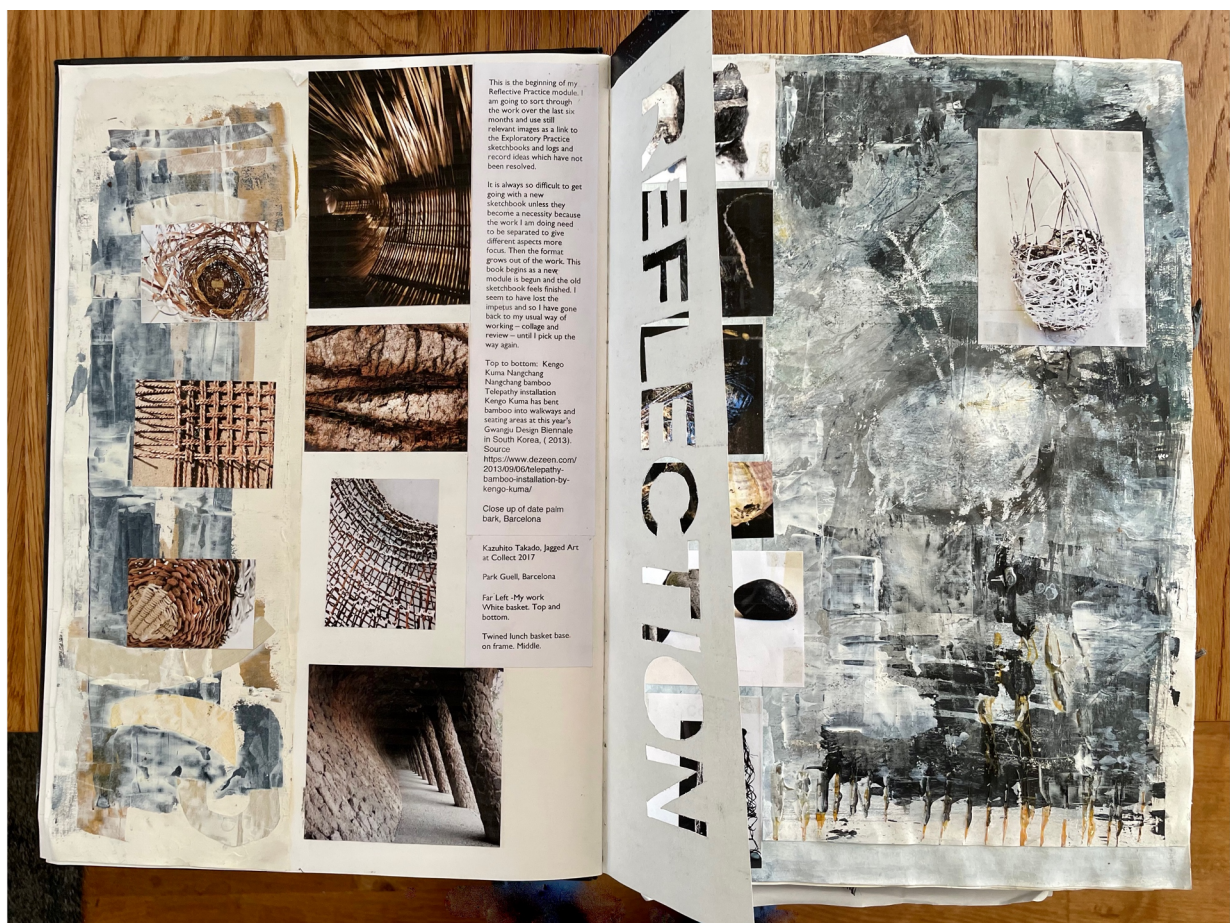 This is the beginning of my
Reflective Practice module. I
am going to sort through
the work over the last six
months and use still
relevant images as a link to
the Exploratory Practice
sketchbooks and logs and
record ideas which have not
been resolved.
It is always so difficult to get
going with a new
sketchbook unless they
become a necessity because
the work I am doing need
to be separated to give
different aspects more
focus. Then the format
grows out of the work. This
book begins as a new
module is begun and the old
sketchbook feels finished. I
seem to have lost the
impetus and so I have gone
back to my usual way of
working – collage and
review – until I pick up the
way again.
Top to bottom: Kengo
Kuma Nangchang
Nangchang bamboo
Telepathy installation
Kengo Kuma has bent
bamboo into walkways and
seating areas at this year's
Gwangju Design Biennale
in South Korea, ( 2013).
Source
https://www.dezeen.com/
2013/09/06/telepathy-
bamboo-installation-by-
kengo-kuma/
Close up of date palm
bark, Barcelona
Kazuhito Takado, Jagged Art
at Collect 2017
Park Guell, Barcelona
Far Left -My work
White basket. Top and
bottom.
Twined lunch basket base.
on frame. Middle.
REFLECTION